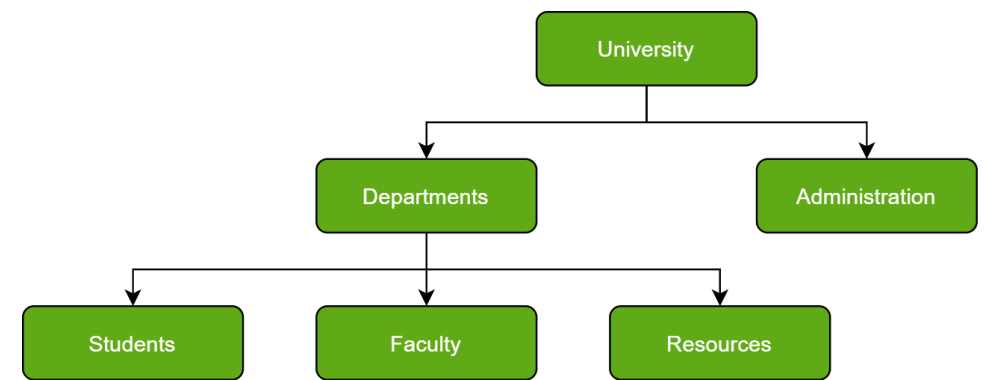 University
Departments
Administration
Students
Faculty
Resources